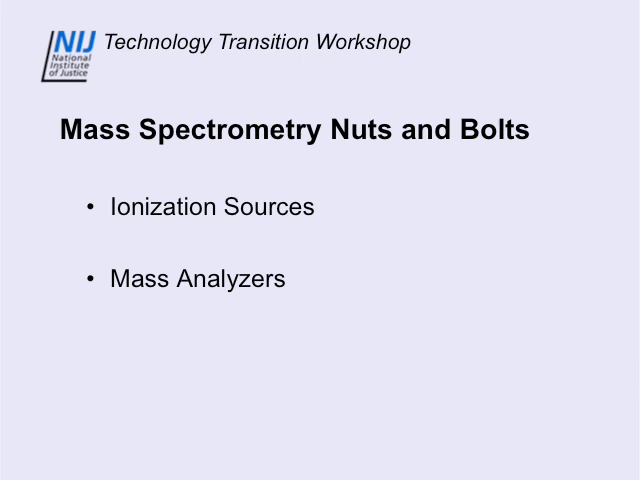 NIJ
National
Institute
of Justice
Technology Transition Workshop
Mass Spectrometry Nuts and Bolts
• Ionization Sources
• Mass Analyzers